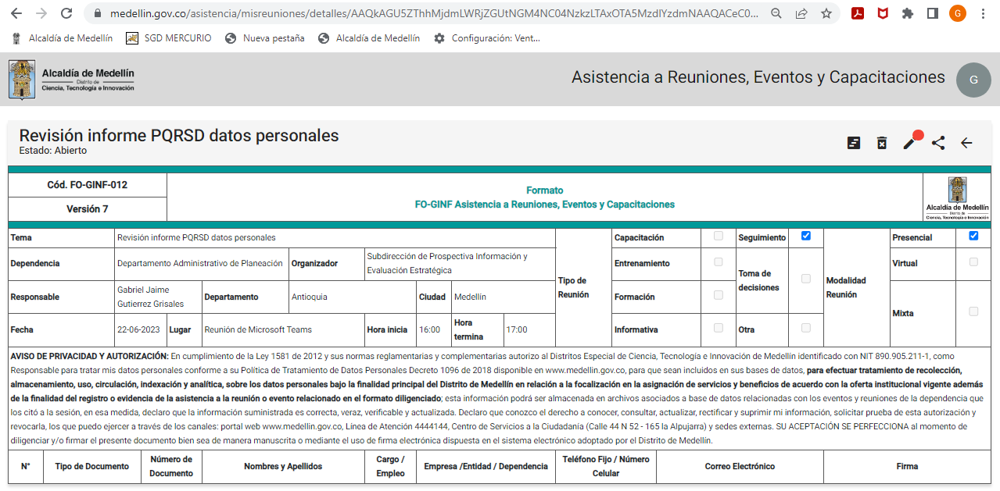 medellin.gov.co/asistencia/misreuniones/detalles/AAQkAGU5ZThhMjdmLWRjZGUtNGM4NC04NzkzLTAxOTA5MzdlYzdmNAAQACeC0...
G
Alcaldía de Medellín
SGD MERCURIO
Nueva pestaña
Alcaldía de Medellín
Configuración: Vent...
Alcaldía de Medellín
Distrito de
Ciencia, Tecnología e Innovación
Asistencia a Reuniones, Eventos y Capacitaciones
G
Revisión informe PQRSD datos personales
Estado: Abierto
Cód. FO-GINF-012
Versión 7
Formato
FO-GINF Asistencia a Reuniones, Eventos y Capacitaciones
Alcaldía de Medellín
Distrito de
Ciencia, Tecnología e Innovación
Tema
Revisión informe PQRSD datos personales
Dependencia
Departamento Administrativo de Planeación
Organizador
Subdirección de Prospectiva Información y
Evaluación Estratégica
Responsable
Gabriel Jaime
Gutierrez Grisales
Departamento
Antioquia
Ciudad
Medellin
Fecha
22-06-2023
Lugar
Reunión de Microsoft Teams
Hora inicia
16:00
Hora
termina
17:00
Tipo de
Reunión
Capacitación
Entrenamiento
Formación
Informativa
Seguimiento
Toma de
decisiones
Otra
Modalidad
Reunión
Presencial
Virtual
Mixta
AVISO DE PRIVACIDAD Y AUTORIZACIÓN: En cumplimiento de la Ley 1581 de 2012 y sus normas reglamentarias y complementarias autorizo al Distritos Especial de Ciencia, Tecnología e Innovación de Medellín identificado con NIT 890.905.211-1, como
Responsable para tratar mis datos personales conforme a su Política de Tratamiento de Datos Personales Decreto 1096 de 2018 disponible en www.medellin.gov.co, para que sean incluidos en sus bases de datos, para efectuar tratamiento de recolección,
almacenamiento, uso, circulación, indexación y analítica, sobre los datos personales bajo la finalidad principal del Distrito de Medellín en relación a la focalización en la asignación de servicios y beneficios de acuerdo con la oferta institucional vigente además
de la finalidad del registro o evidencia de la asistencia a la reunión o evento relacionado en el formato diligenciado; esta información podrá ser almacenada en archivos asociados a base de datos relacionadas con los eventos y reuniones de la dependencia que
los citó a la sesión, en esa medida, declaro que la información suministrada es correcta, veraz, verificable y actualizada. Declaro que conozco el derecho a conocer, consultar, actualizar, rectificar y suprimir mi información, solicitar prueba de esta autorización y
revocarla, los que puedo ejercer a través de los canales: portal web www.medellin.gov.co, Línea de Atención 4444144, Centro de Servicios a la Ciudadanía (Calle 44 N 52 - 165 la Alpujarra) y sedes externas. SU ACEPTACIÓN SE PERFECCIONA al momento de
diligenciar y/o firmar el presente documento bien sea de manera manuscrita o mediante el uso de firma electrónica dispuesta en el sistema electrónico adoptado por el Distrito de Medellín.
N°
Tipo de Documento
Número de
Documento
Nombres y Apellidos
Cargo /
Empleo
Empresa /Entidad / Dependencia
Teléfono Fijo / Número
Celular
Correo Electrónico
Firma